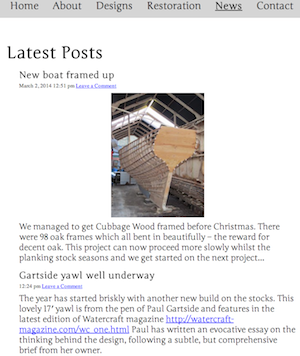 Home About Designs Restoration News Contact
Latest Posts
New boat framed up
March 2, 2014 12:51 pm Leave a Comment
We managed to get Cubbage Wood framed before Christmas. There
were 98 oak frames which all bent in beautifully – the reward for
decent oak. This project can now proceed more slowly whilst the
planking stock seasons and we get started on the next project...
Gartside yawl well underway
12:24 pm Leave a Comment
The year has started briskly with another new build on the stocks. This
lovely 17' yawl is from the pen of Paul Gartside and features in the
latest edition of Watercraft magazine http://watercraft-
magazine.com/wc_one.html Paul has written an evocative essay on the
thinking behind the design, following a subtle, but comprehensive
brief from her owner.